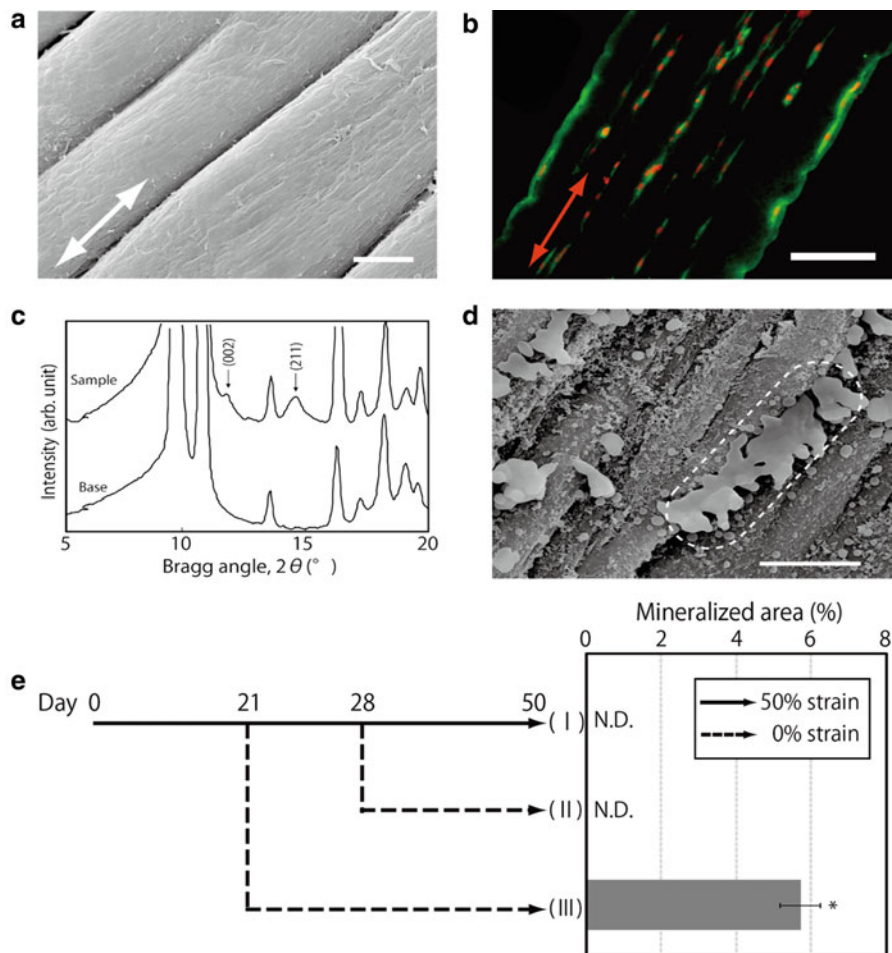 a
b
c
Intensity (arb. unit)
Sample
(002)
(211)
Base
5 10 15 20
Bragg angle, 2θ(°)
d
e
Day 0 21 28 50
(I) N.D.
(II) N.D.
(III)
Mineralized area (%)
0 2 4 6 8
50% strain
0% strain
*